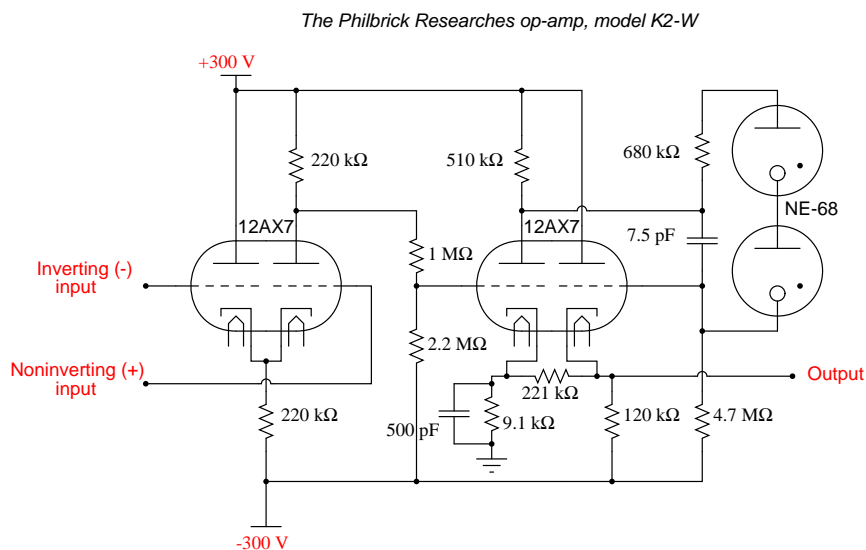 The Philbrick Researches op-amp, model K2-W
+300 V
220 kΩ
510 kΩ
680 kΩ
12AX7
12AX7
NE-68
7.5 pF
1 MΩ
Inverting (-)
input
2.2 MΩ
Noninverting (+)
input
Output
221 kΩ
220 kΩ
500 pF
9.1 kΩ
120 kΩ
4.7 MΩ
-300 V